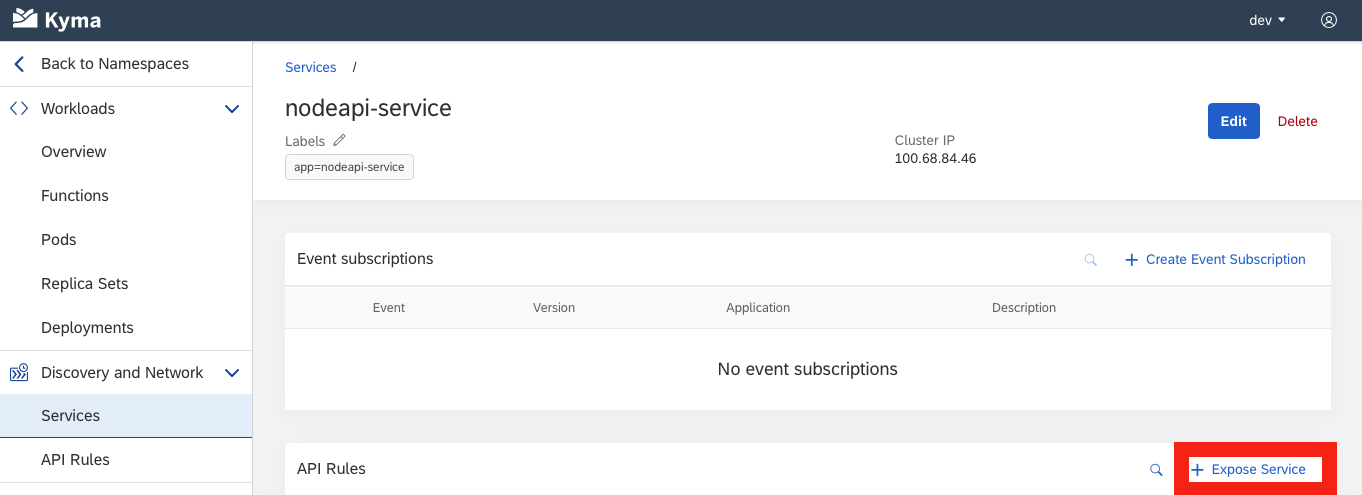 Kyma
dev
Back to Namespaces
Workloads
Overview
Functions
Pods
Replica Sets
Deployments
Discovery and Network
Services
API Rules
Services /
nodeapi-service
Labels
app=nodeapi-service
Cluster IP
100.68.84.46
Edit
Delete
Event subscriptions
+ Create Event Subscription
Event Version Application Description
No event subscriptions
API Rules
+ Expose Service